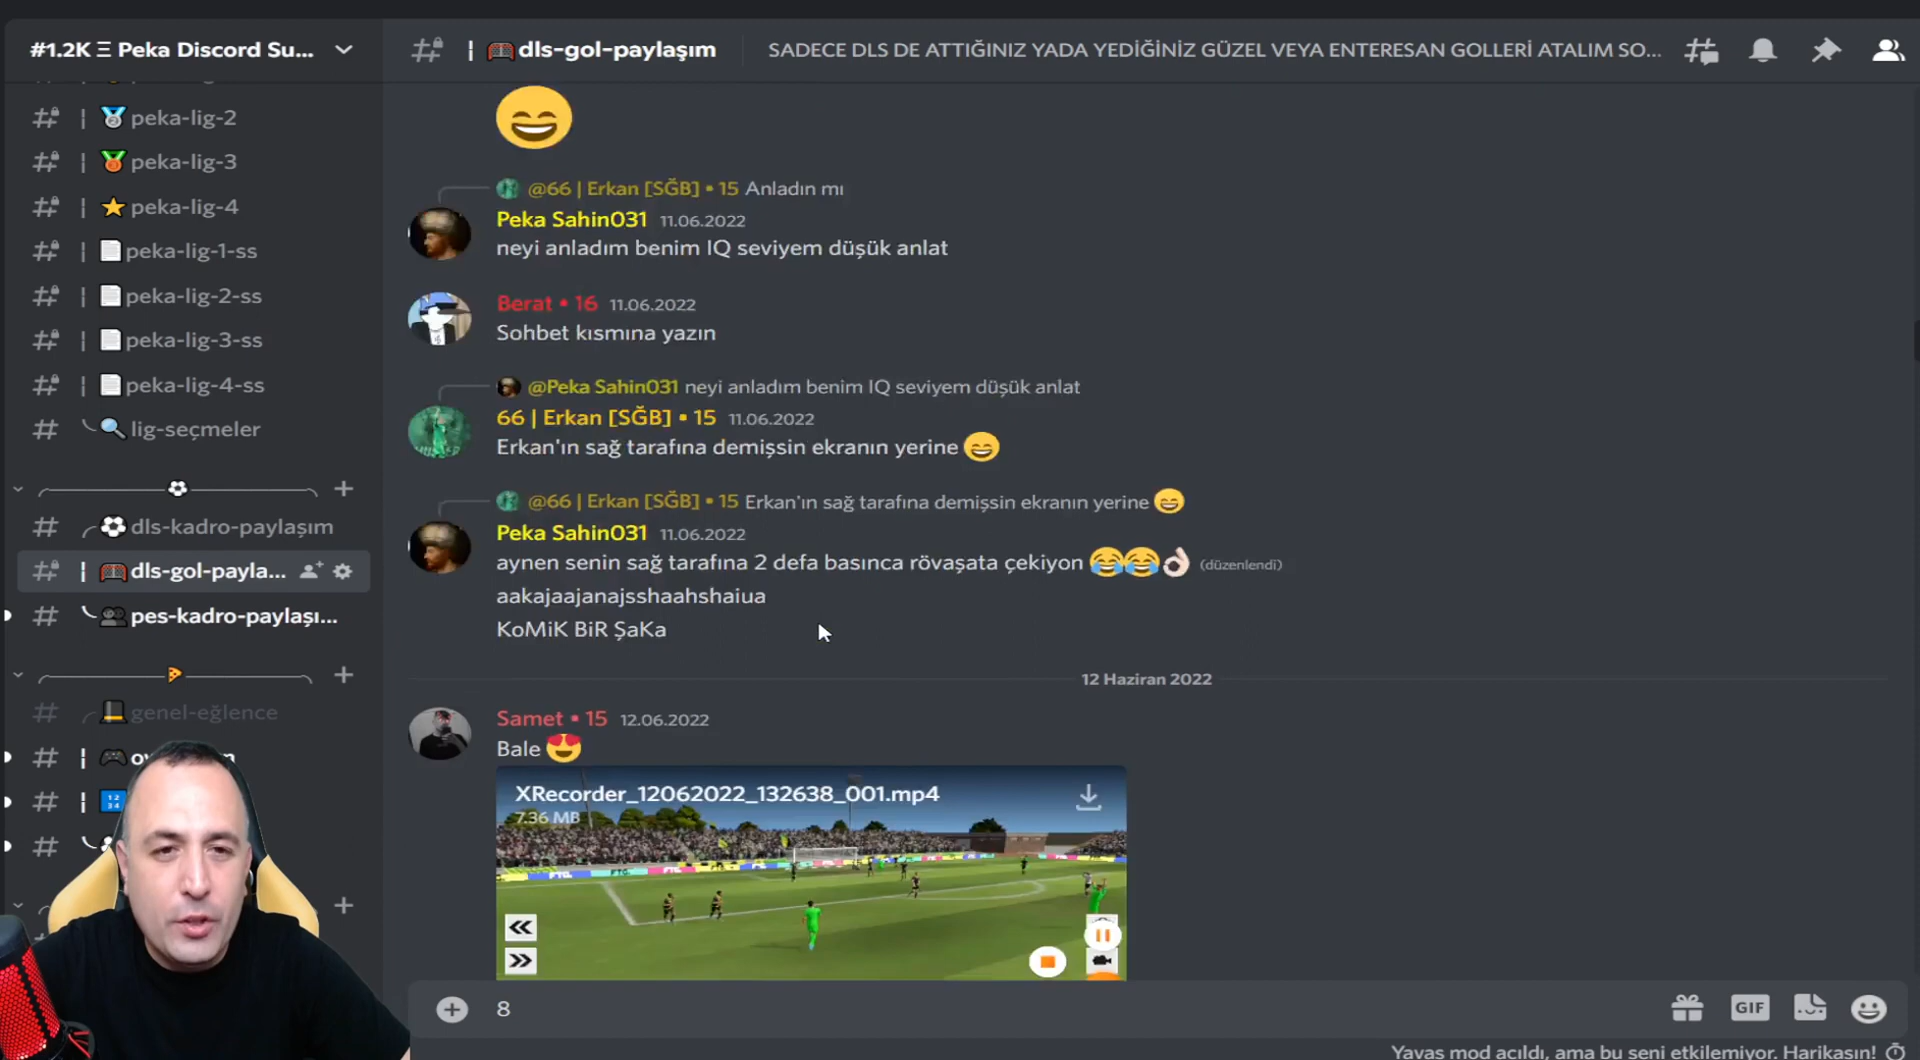 #1.2K Ξ Peka Discord Su...
peka-lig-2
peka-lig-3
peka-lig-4
peka-lig-1-ss
peka-lig-2-ss
peka-lig-3-ss
peka-lig-4-ss
lig-seçmeler
dls-kadro-paylaşım
dls-gol-payla...
pes-kadro-paylaşı...
genel-eğlence
dls-gol-paylaşım
SADECE DLS DE ATTIĞINIZ YADA YEDİĞİNİZ GÜZEL VEYA ENTERESAN GOLLERİ ATALIM SO...
@66 | Erkan [SĞB] • 15 Anladın mı
Peka Sahin031 11.06.2022
neyi anladım benim IQ seviyem düşük anlat
Berat • 16 11.06.2022
Sohbet kısmına yazın
@Peka Sahin031 neyi anladım benim IQ seviyem düşük anlat
66 | Erkan [SĞB] • 15 11.06.2022
Erkan'ın sağ tarafına demişsin ekranın yerine 😄
@66 | Erkan [SĞB] • 15 Erkan'ın sağ tarafına demişsin ekranın yerine 😄
Peka Sahin031 11.06.2022
aynen senin sağ tarafına 2 defa basınca rövaşata çekiyon 😂😂👌🏻 (düzenlendi)
aakajaajanajsshaahshaiua
KoMiK BiR ŞaKa
12 Haziran 2022
Samet • 15 12.06.2022
Bale 😍
XRecorder_12062022_132638_001.mp4
7.36 MB
8
GIF
Yavaş mod açıldı, ama bu seni etkilemiyor. Harikasın!